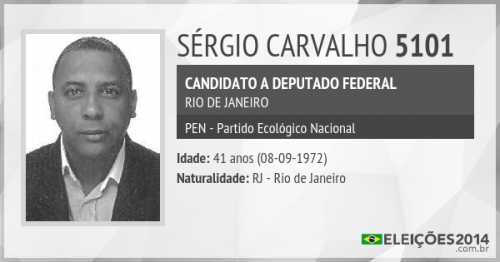 SÉRGIO CARVALHO 5101
CANDIDATO A DEPUTADO FEDERAL
RIO DE JANEIRO
PEN - Partido Ecológico Nacional
Idade: 41 anos (08-09-1972)
Naturalidade: RJ - Rio de Janeiro
ELEIÇÕES2014
.com.br